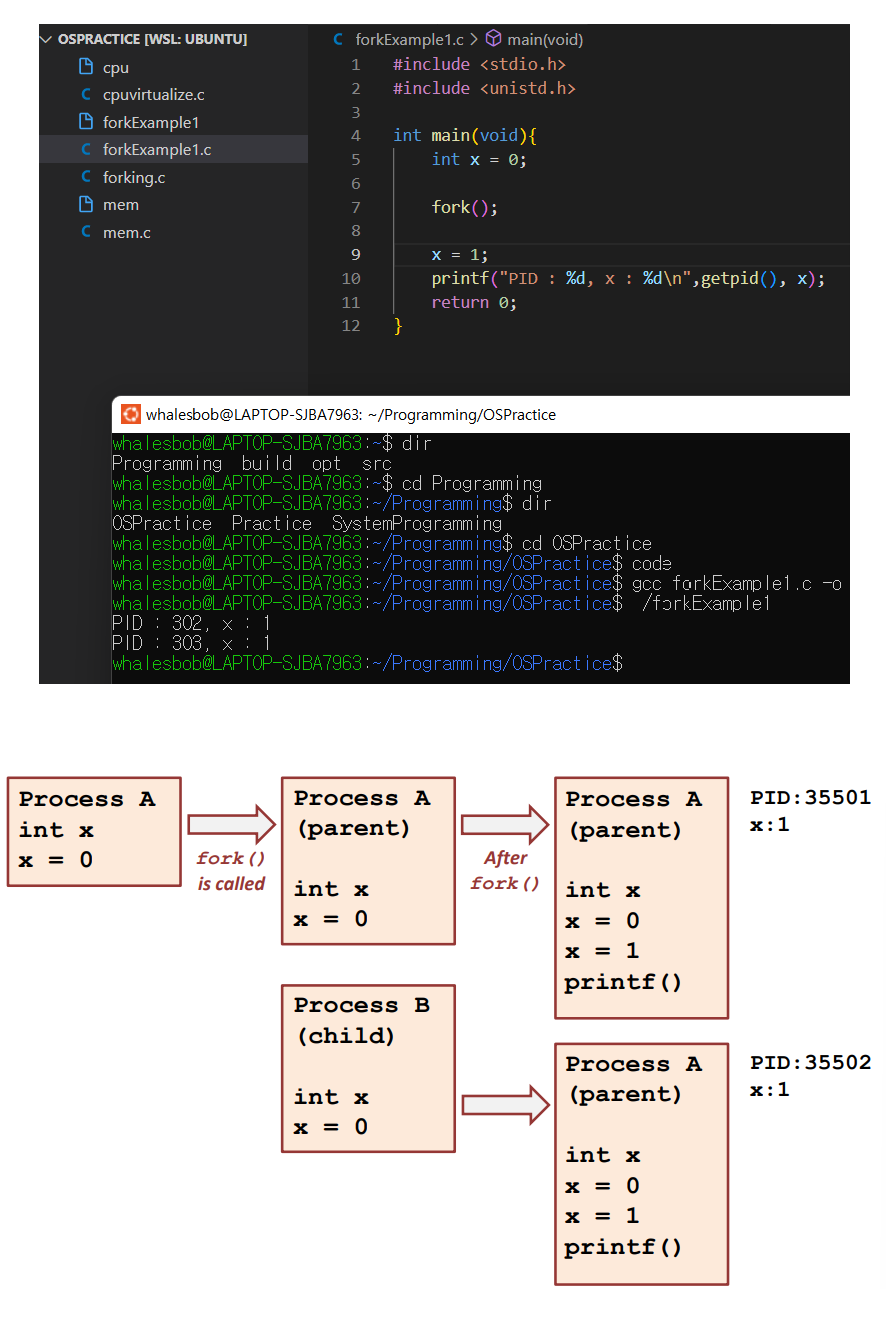 OSPRACTICE [WSL: UBUNTU]
cpu
cpuvirtualize.c
forkExample1
forkExample1.c
forking.c
mem
mem.c
forkExample1.c > main(void)
1 #include <stdio.h>
2 #include <unistd.h>
3
4 int main(void){
5 int x = 0;
6
7 fork();
8
9 x = 1;
10 printf("PID : %d, x : %d\n",getpid(), x);
11 return 0;
12 }
whalesbob@LAPTOP-SJBA7963: ~/Programming/OSPractice
whalesbob@LAPTOP-SJBA7963:~$ dir
Programming build opt src
whalesbob@LAPTOP-SJBA7963:~$ cd Programming
whalesbob@LAPTOP-SJBA7963:~/Programming$ dir
OSPractice Practice SystemProgramming
whalesbob@LAPTOP-SJBA7963:~/Programming$ cd OSPractice
whalesbob@LAPTOP-SJBA7963:~/Programming/OSPractice$ code
whalesbob@LAPTOP-SJBA7963:~/Programming/OSPractice$ gcc forkExample1.c -o
whalesbob@LAPTOP-SJBA7963:~/Programming/OSPractice$ /forkExample1
PID : 302, x : 1
PID : 303, x : 1
whalesbob@LAPTOP-SJBA7963:~/Programming/OSPractice$
Process A
int x
x = 0
fork()
is called
Process A
(parent)
int x
x = 0
After
fork()
Process A
(parent)
int x
x = 0
x = 1
printf()
PID:35501
x:1
Process B
(child)
int x
x = 0
Process A
(parent)
int x
x = 0
x = 1
printf()
PID:35502
x:1